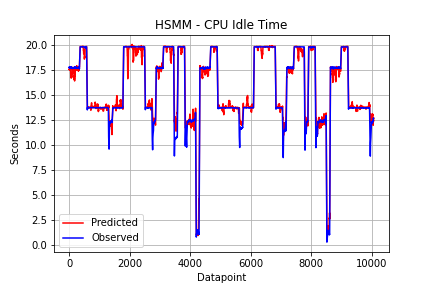 HSMM - CPU Idle Time
20.0
17.5
15.0
12.5
10.0
7.5
5.0
2.5
0.0
Seconds
Predicted
Observed
0 2000 4000 6000 8000 10000
Datapoint